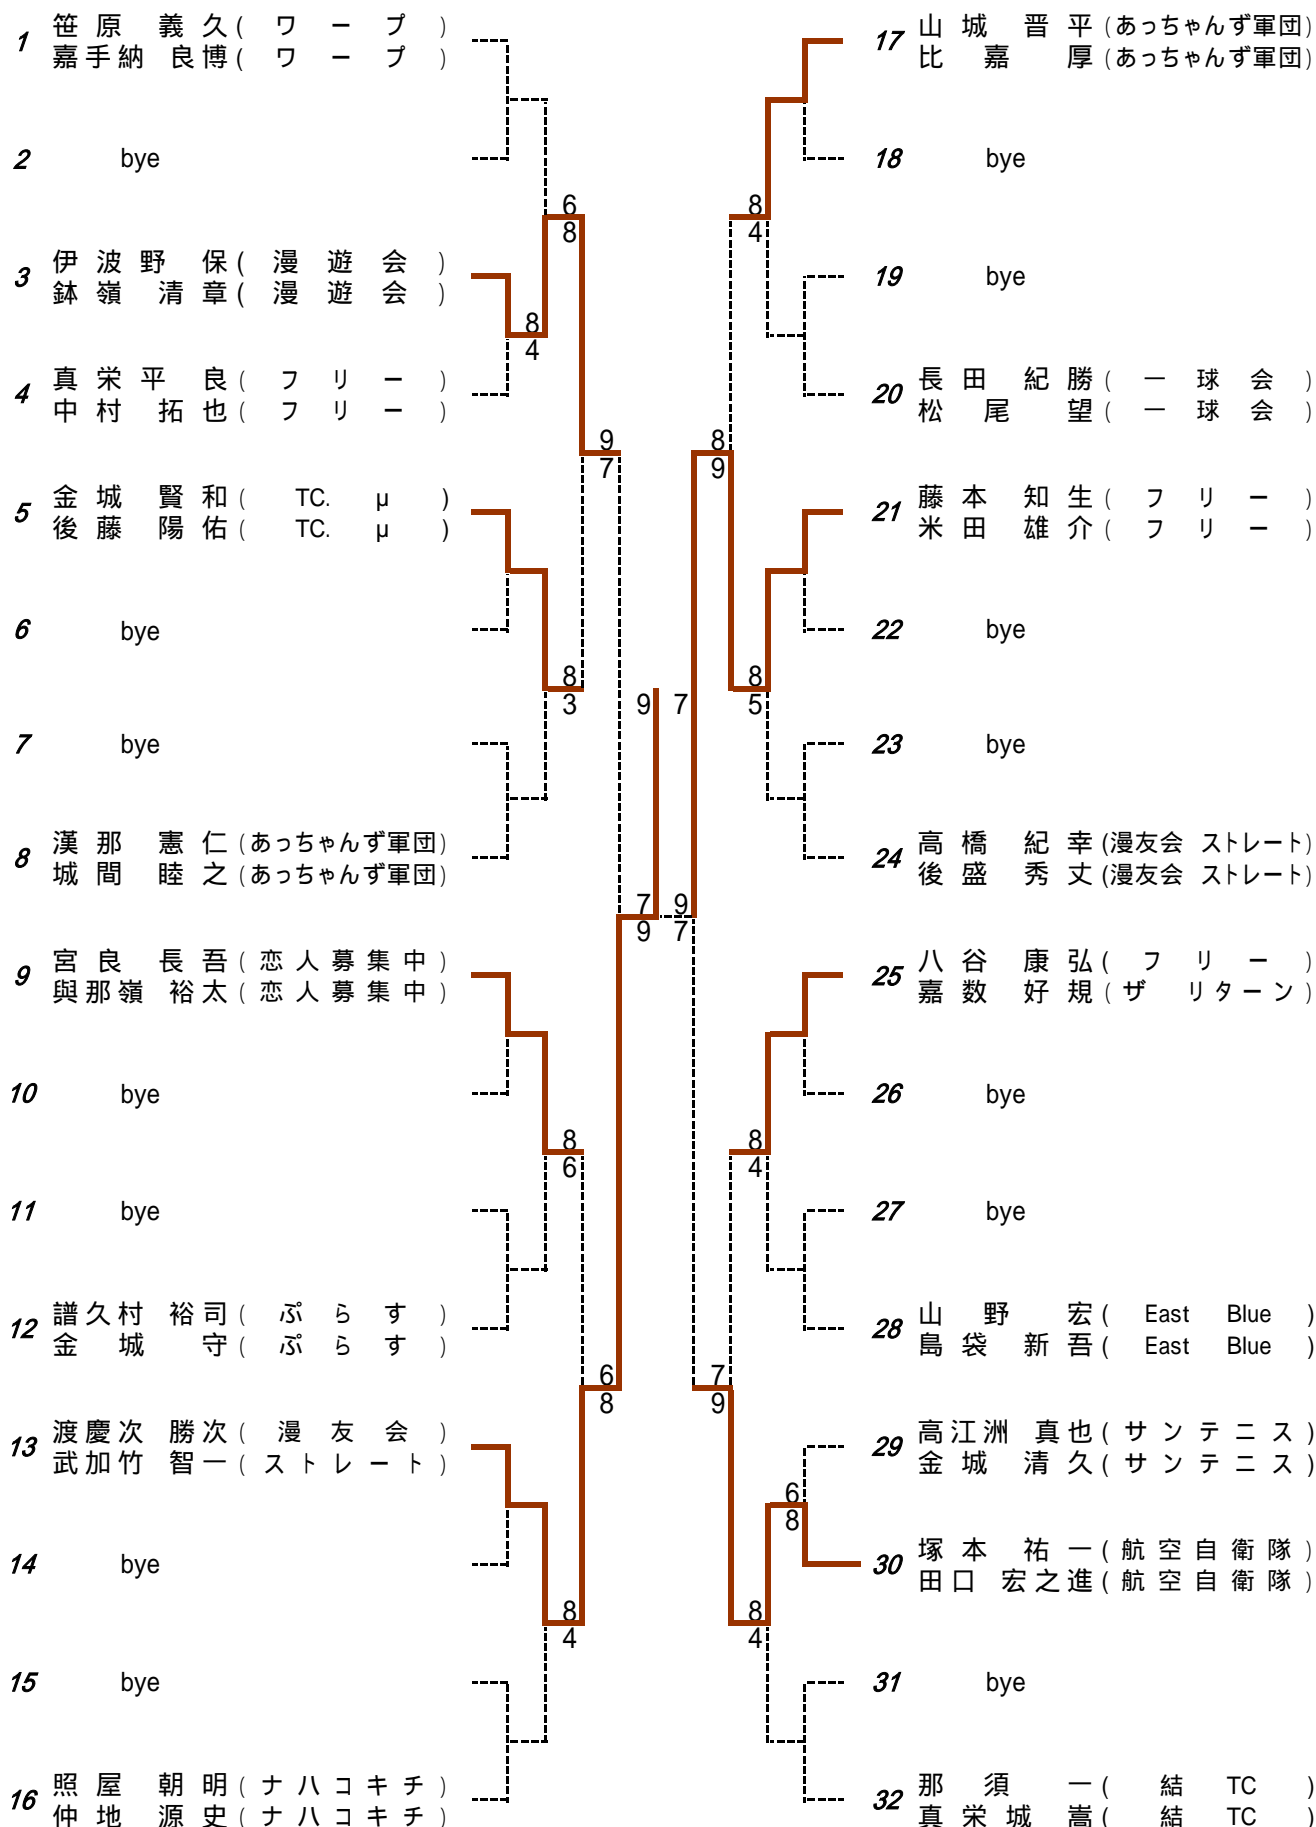 1 笹原 義久 ( ワープ )
嘉手納 良博 ( ワープ )
2 bye
3 伊波野 保 ( 漫遊会 )
鉢嶺 清章 ( 漫遊会 )
4 真栄平 良 ( フリー )
中村 拓也 ( フリー )
5 金城 賢和 ( TC. μ )
後藤 陽佑 ( TC. μ )
6 bye
7 bye
8 漢那 憲仁 (あっちゃんず軍団)
城間 睦之 (あっちゃんず軍団)
9 宮良 長吾 ( 恋人募集中 )
與那嶺 裕太 ( 恋人募集中 )
10 bye
11 bye
12 譜久村 裕司 ( ぷらす )
金城 守 ( ぷらす )
13 渡慶次 勝次 ( 漫友会 )
武加竹 智一 ( ストレート )
14 bye
15 bye
16 照屋 朝明 ( ナハコキチ )
仲地 源史 ( ナハコキチ )
6
8
8
4
9
7
8
3
7
9
8
6
6
8
8
4
9 7
8
4
8
9
8
5
9
7
8
4
7
9
6
8
8
4
17 山城 晋平 (あっちゃんず軍団)
比嘉 厚 (あっちゃんず軍団)
18 bye
19 bye
20 長田 紀勝 ( 一球会 )
松尾 望 ( 一球会 )
21 藤本 知生 ( フリー )
米田 雄介 ( フリー )
22 bye
23 bye
24 高橋 紀幸 (漫友会 ストレート)
後盛 秀丈 (漫友会 ストレート)
25 八谷 康弘 ( フリー )
嘉数 好規 ( ザ リターン )
26 bye
27 bye
28 山野 宏 ( East Blue )
島袋 新吾 ( East Blue )
29 高江洲 真也 ( サンテニス )
金城 清久 ( サンテニス )
30 塚本 祐一 ( 航空自衛隊 )
田口 宏之進 ( 航空自衛隊 )
31 bye
32 那須 一 ( 結 TC )
真栄城 嵩 ( 結 TC )